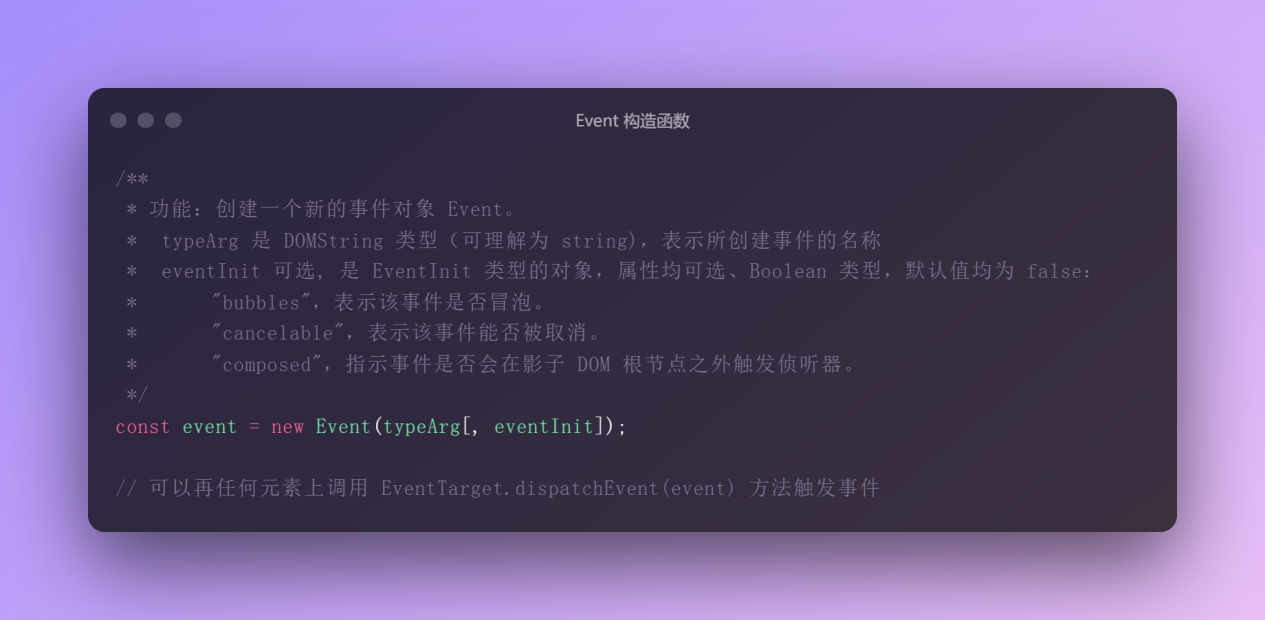 Event 构造函数
/**
 * 功能：创建一个新的事件对象 Event。
 *  typeArg 是 DOMString 类型（可理解为 string），表示所创建事件的名称
 *  eventInit 可选, 是 EventInit 类型的对象，属性均可选、Boolean 类型，默认值均为 false：
 *      "bubbles"，表示该事件是否冒泡。
 *      "cancelable"，表示该事件能否被取消。
 *      "composed"，指示事件是否会在影子 DOM 根节点之外触发侦听器。
 */
const event = new Event(typeArg[, eventInit]);
// 可以再任何元素上调用 EventTarget.dispatchEvent(event) 方法触发事件